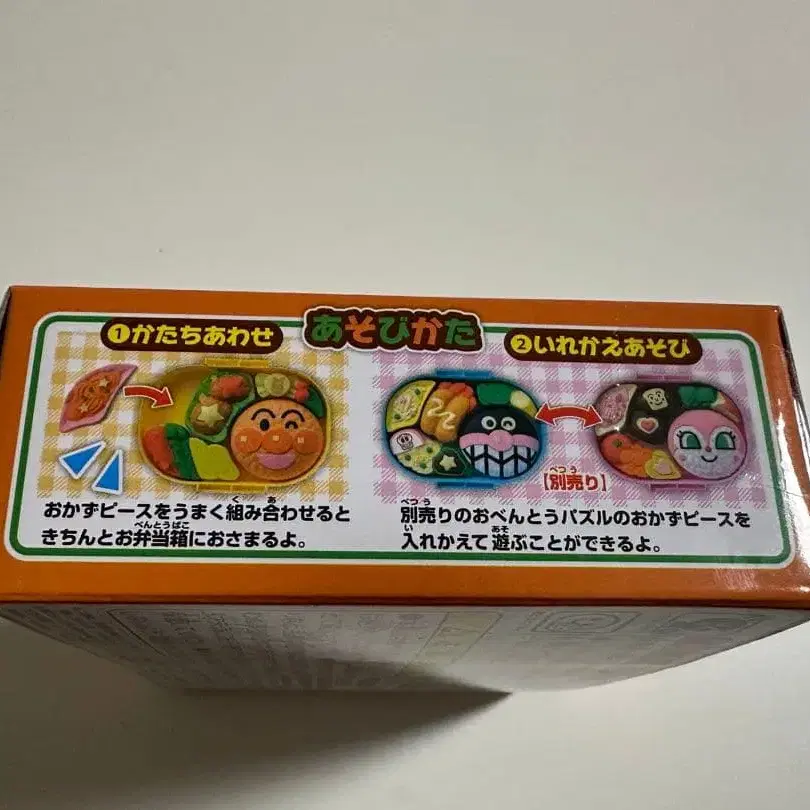 あそびかた
①かたちあわせ
おかずピースをうまく組み合わせると
きちんとお弁当箱におさまるよ。
②いれかえあそび
【別売り】
別売りのおべんとうパズルのおかずピースを
入れかえて遊ぶことができるよ。